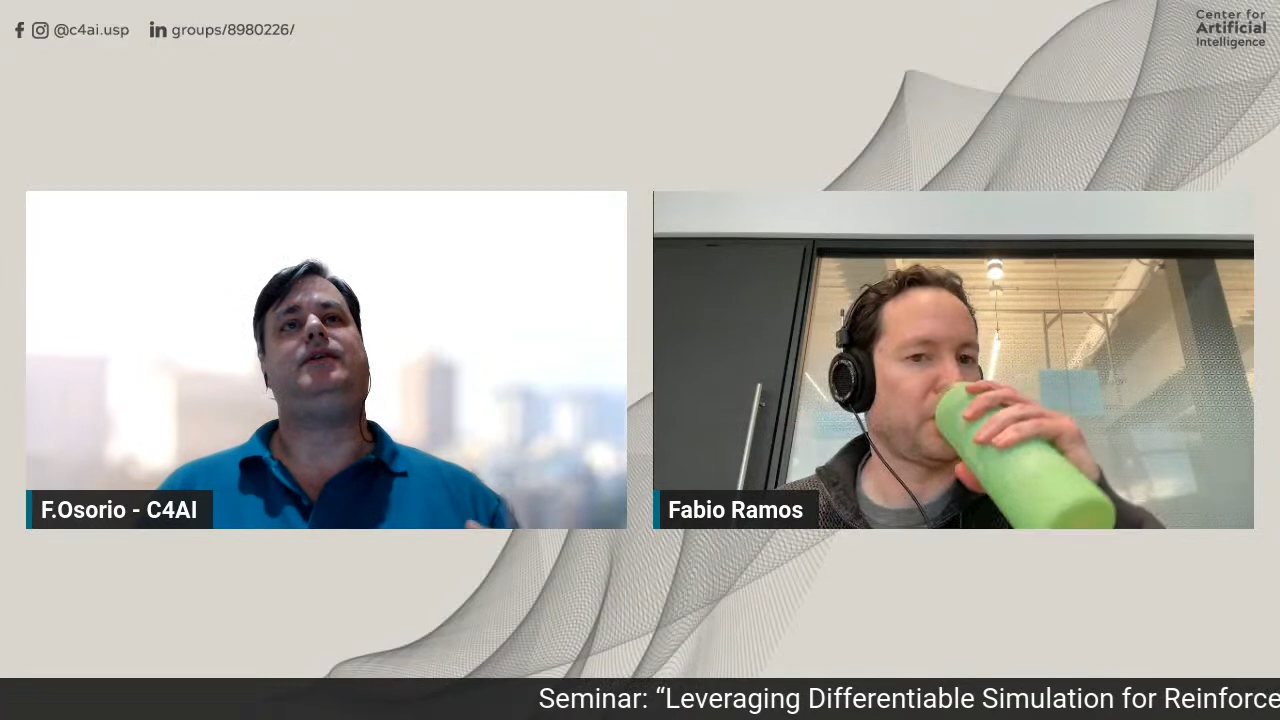 @c4ai.usp
groups/8980226/
Center for
Artificial
Intelligence
F.Osorio - C4AI
Fabio Ramos
Seminar: “Leveraging Differentiable Simulation for Reinforce